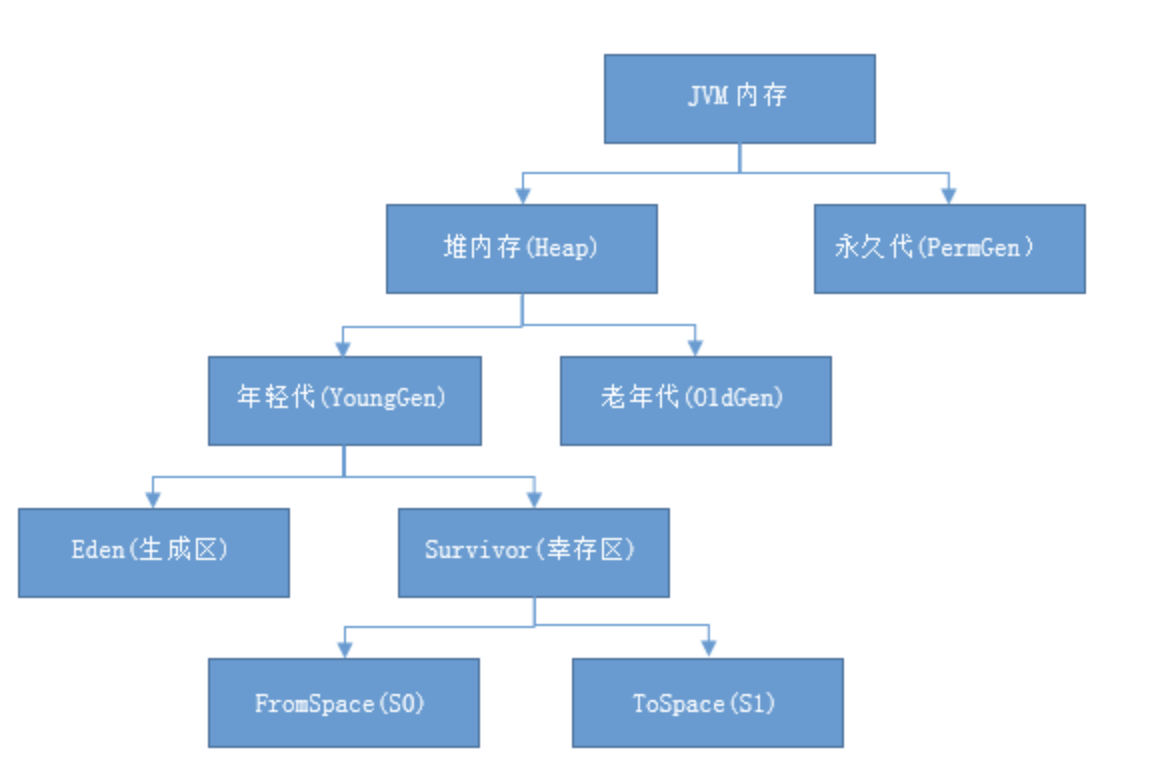 JVM 内存
堆内存(Heap)
永久代(PermGen）
年轻代(YoungGen)
老年代(OldGen)
Eden(生成区)
Survivor(幸存区)
FromSpace(S0)
ToSpace(S1)